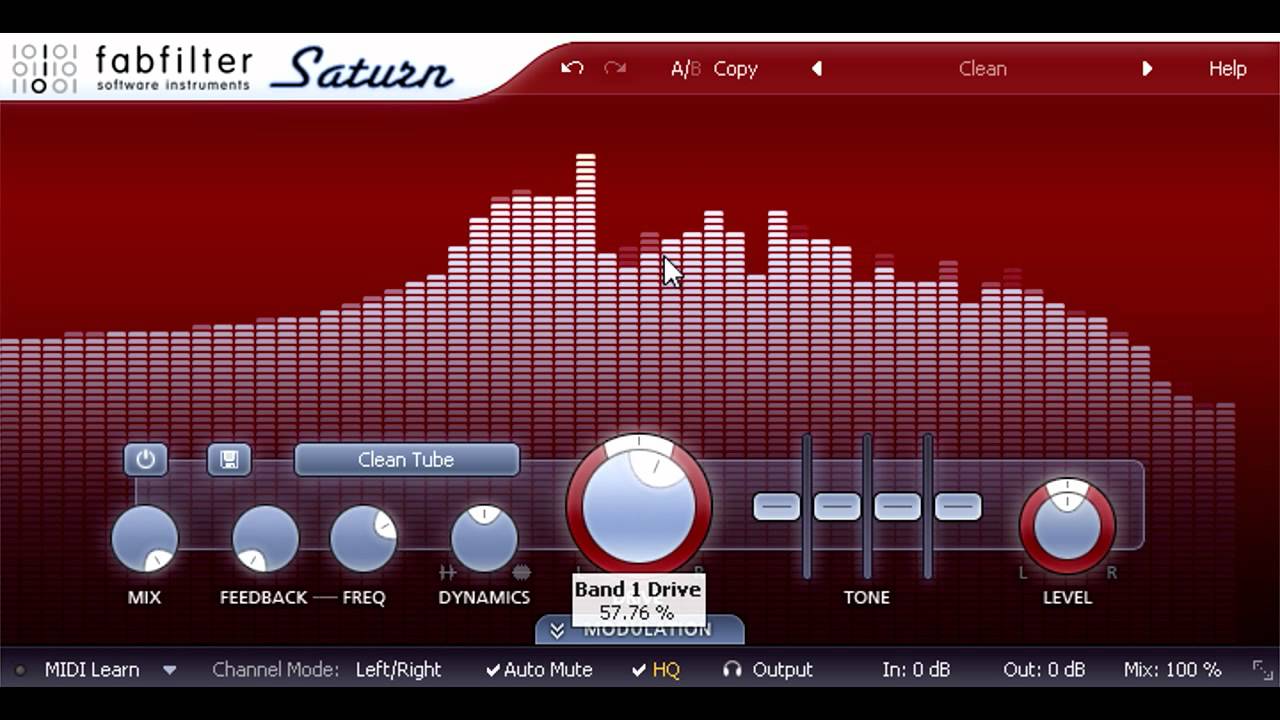 fabfilter
software instruments
Saturn
A/B Copy
Clean
Help
Clean Tube
MIX
FEEDBACK
FREQ
DYNAMICS
L
R
Band 1 Drive
57.76 %
TONE
L
R
LEVEL
MODULATION
MIDI Learn
Channel Mode: Left/Right
Auto Mute
HQ
Output
In: 0 dB
Out: 0 dB
Mix: 100 %